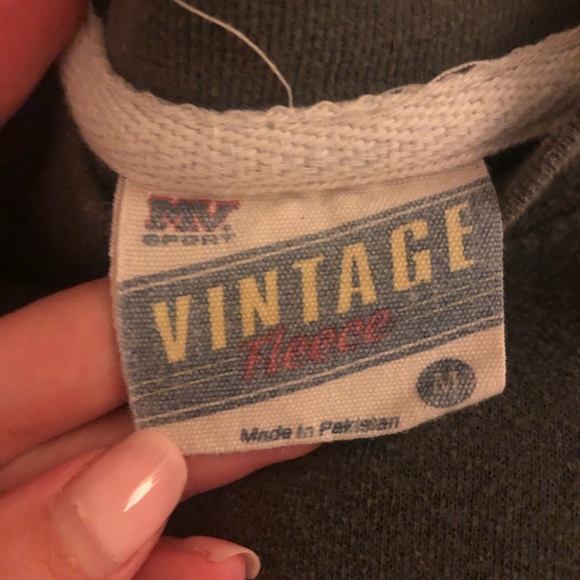 MV
SPORT
VINTAGE
Fleece
M
Made in Pakistan